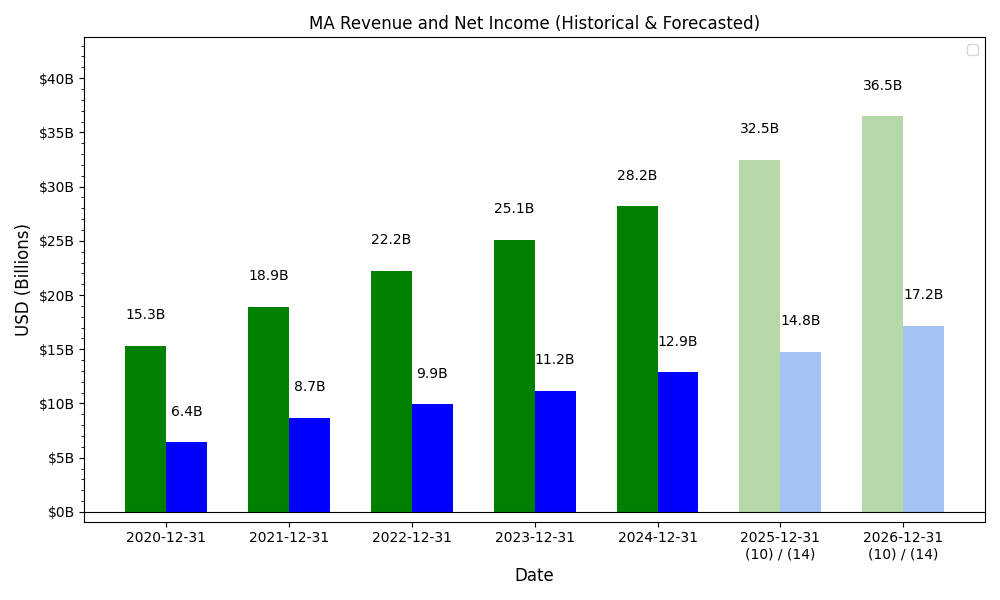 MA Revenue and Net Income (Historical & Forecasted)
USD (Billions)
$40B
$35B
$30B
$25B
$20B
$15B
$10B
$5B
$0B
15.3B
6.4B
18.9B
8.7B
22.2B
9.9B
25.1B
11.2B
28.2B
12.9B
32.5B
14.8B
36.5B
17.2B
2020-12-31
2021-12-31
2022-12-31
2023-12-31
2024-12-31
2025-12-31
(10) / (14)
2026-12-31
(10) / (14)
Date